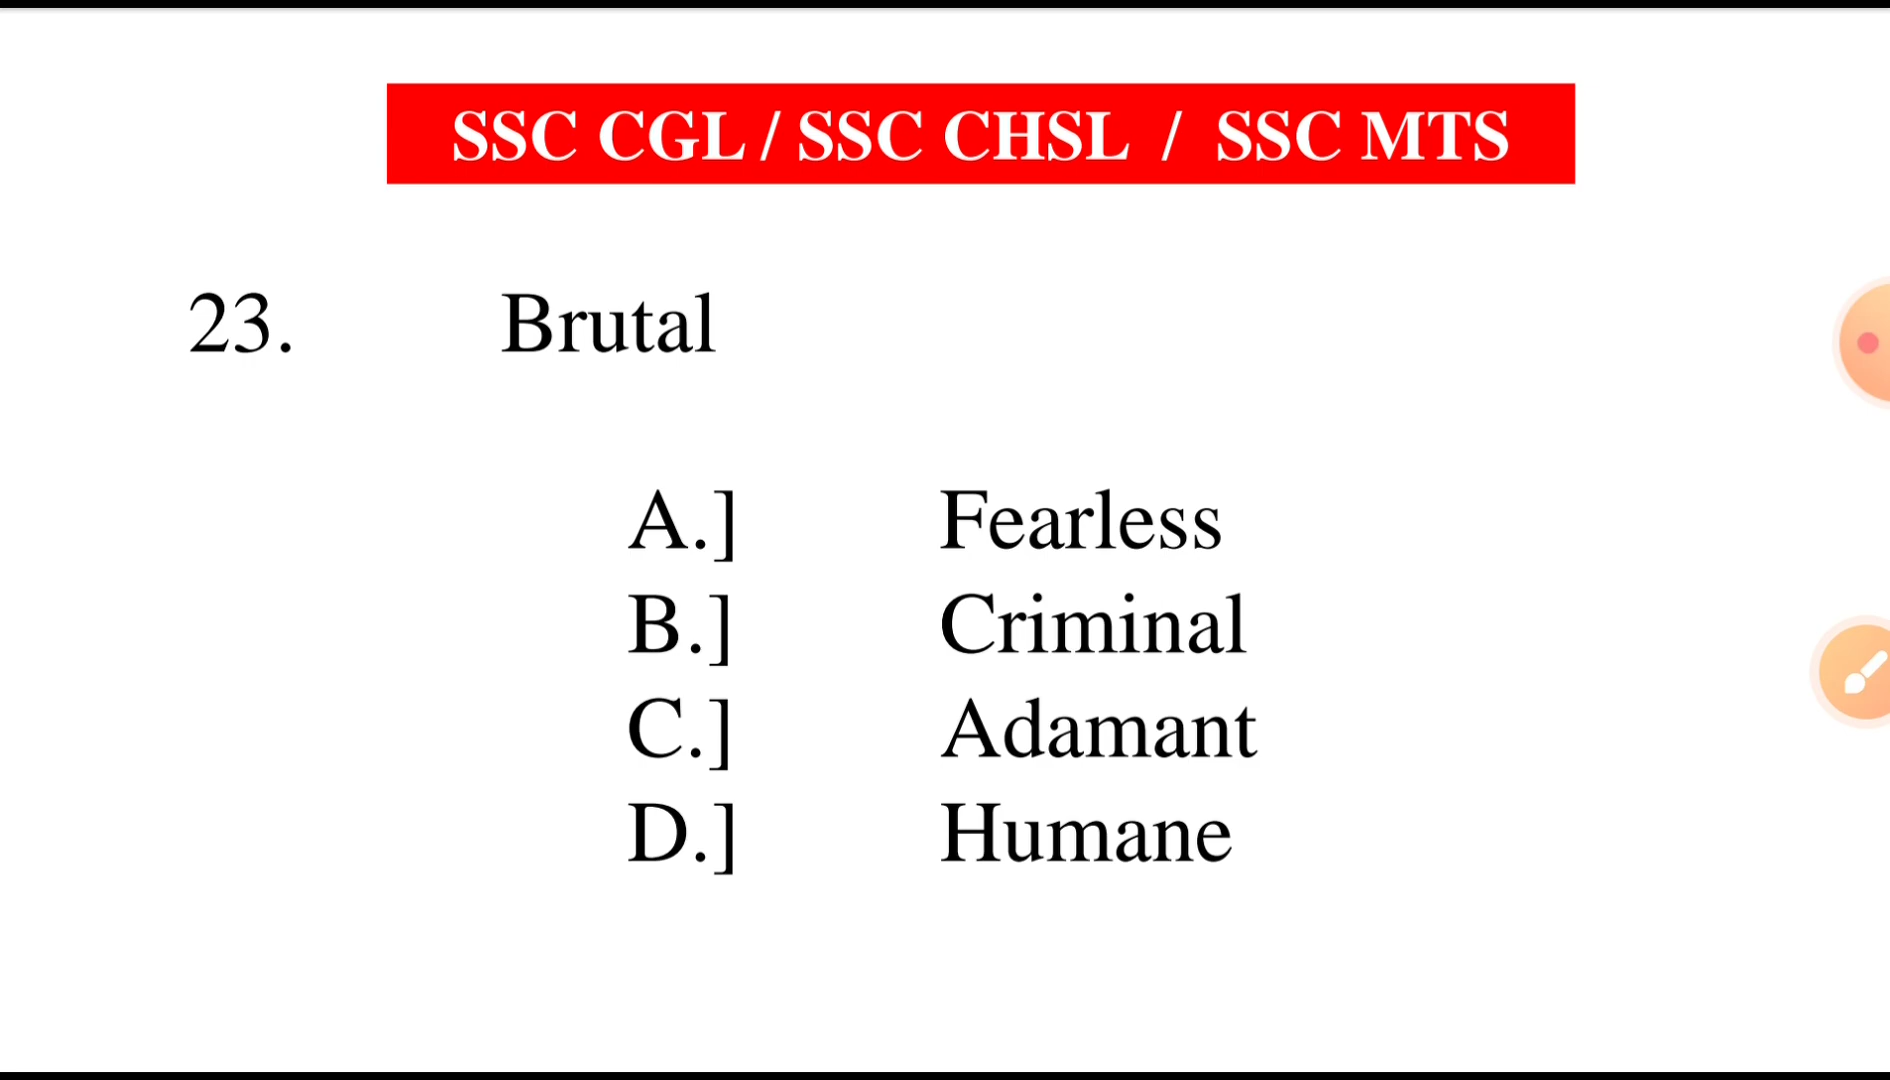 SSC CGL / SSC CHSL / SSC MTS
23. Brutal
A.] Fearless
B.] Criminal
C.] Adamant
D.] Humane